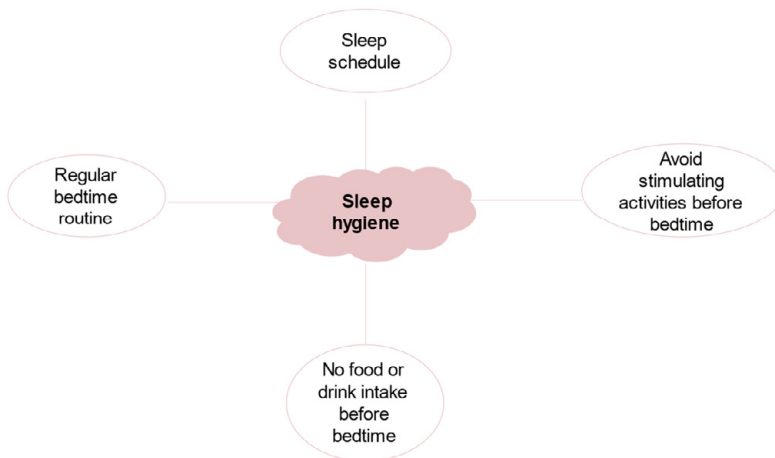 Sleep
schedule
Regular
bedtime
routine
Sleep
hygiene
Avoid
stimulating
activities before
bedtime
No food or
drink intake
before
bedtime